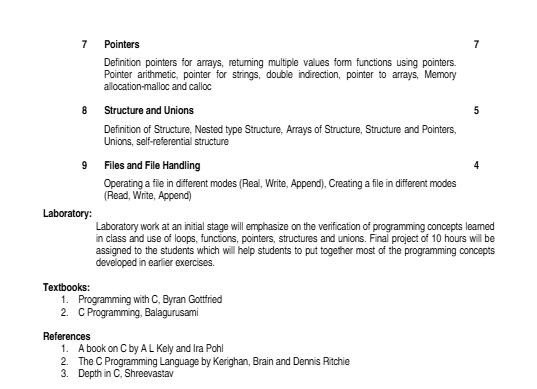 7 Pointers 7
Definition pointers for arrays, returning multiple values form functions using pointers.
Pointer arithmetic, pointer for strings, double indirection, pointer to arrays, Memory
allocation-malloc and calloc
8 Structure and Unions 5
Definition of Structure, Nested type Structure, Arrays of Structure, Structure and Pointers,
Unions, self-referential structure
9 Files and File Handling 4
Operating a file in different modes (Real, Write, Append), Creating a file in different modes
(Read, Write, Append)
Laboratory:
Laboratory work at an initial stage will emphasize on the verification of programming concepts learned
in class and use of loops, functions, pointers, structures and unions. Final project of 10 hours will be
assigned to the students which will help students to put together most of the programming concepts
developed in earlier exercises.
Textbooks:
1. Programming with C, Byran Gottfried
2. C Programming, Balagurusami
References
1. A book on C by A L Kely and Ira Pohl
2. The C Programming Language by Kerighan, Brain and Dennis Ritchie
3. Depth in C, Shreevastav